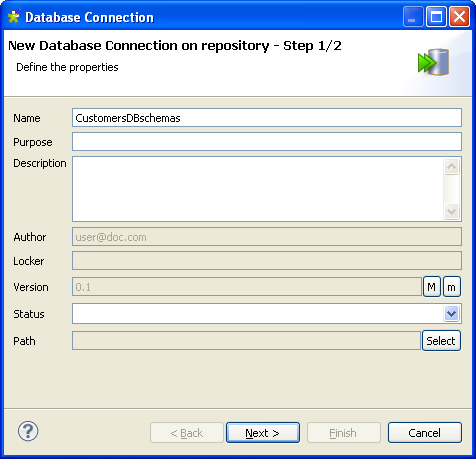 Database Connection
New Database Connection on repository - Step 1/2
Define the properties
Name CustomersDBschemas
Purpose
Description
Author user@doc.com
Locker
Version 0.1 M m
Status
Path Select
? < Back Next > Finish Cancel